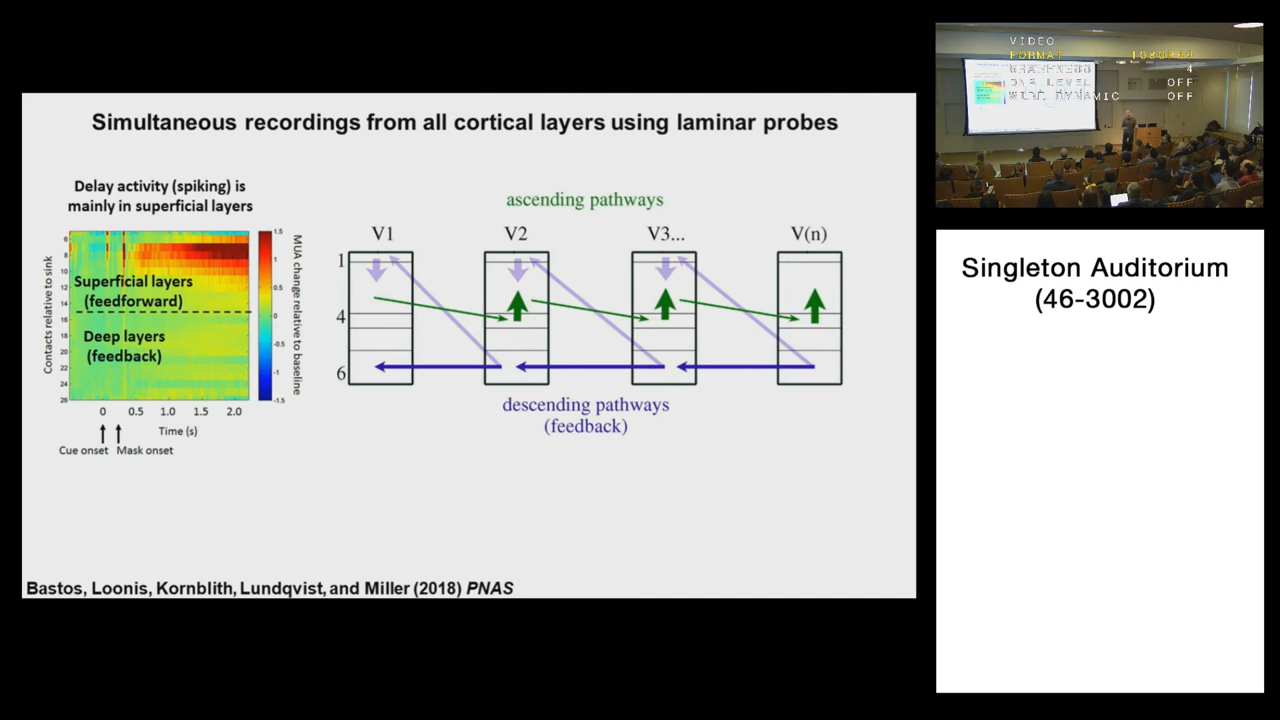 Simultaneous recordings from all cortical layers using laminar probes
Delay activity (spiking) is
mainly in superficial layers
Contacts relative to sink
6
8
10
12
14
16
18
20
22
24
26
Superficial layers
(feedforward)
Deep layers
(feedback)
0
0.5
1.0
1.5
2.0
Time (s)
Cue onset
Mask onset
1.5
1
0.5
0
-0.5
-1
-1.5
MUA change relative to baseline
ascending pathways
V1
V2
V3...
V(n)
1
4
6
descending pathways
(feedback)
Bastos, Loonis, Kornblith, Lundqvist, and Miller (2018) PNAS
VIDEO
FORMAT
4
OFF
OFF
Singleton Auditorium
(46-3002)